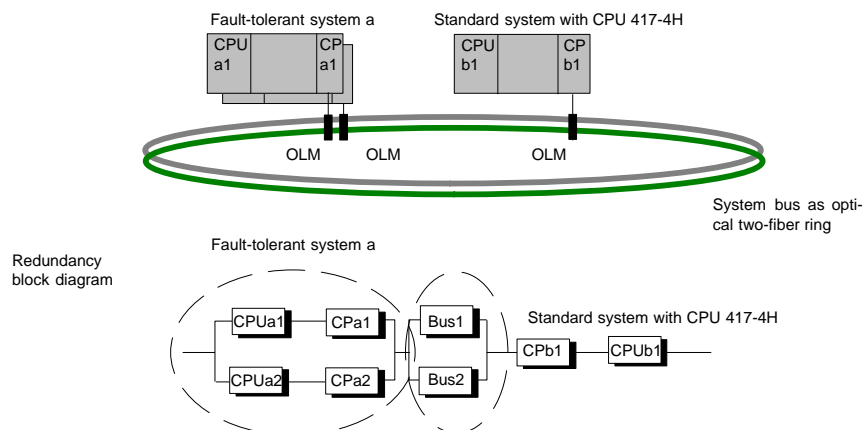 Fault-tolerant system a
Standard system with CPU 417-4H
CPU
a1
CP
a1
CPU
b1
CP
b1
OLM
OLM
OLM
System bus as opti-
cal two-fiber ring
Redundancy
block diagram
Fault-tolerant system a
Standard system with CPU 417-4H
CPUa1
CPa1
Bus1
CPb1
CPUb1
CPUa2
CPa2
Bus2